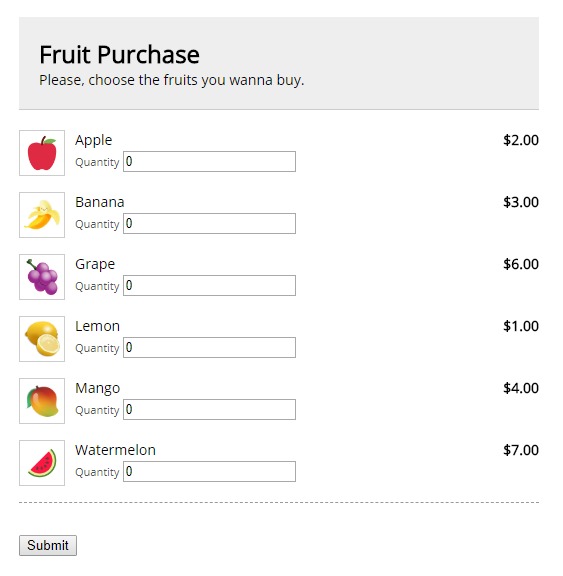 Fruit Purchase
Please, choose the fruits you wanna buy.
Apple $2.00
Quantity 0
Banana $3.00
Quantity 0
Grape $6.00
Quantity 0
Lemon $1.00
Quantity 0
Mango $4.00
Quantity 0
Watermelon $7.00
Quantity 0
Submit